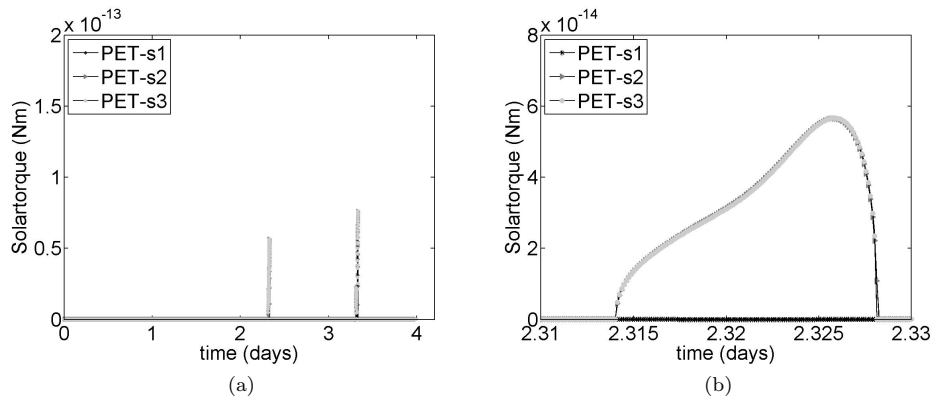 2 x 10^-13
PET-s1
PET-s2
PET-s3
1.5
1
0.5
0
Solartorque (Nm)
0 1 2 3 4
time (days)
(a)
8 x 10^-14
PET-s1
PET-s2
PET-s3
6
4
2
0
Solartorque (Nm)
2.31 2.315 2.32 2.325 2.33
time (days)
(b)